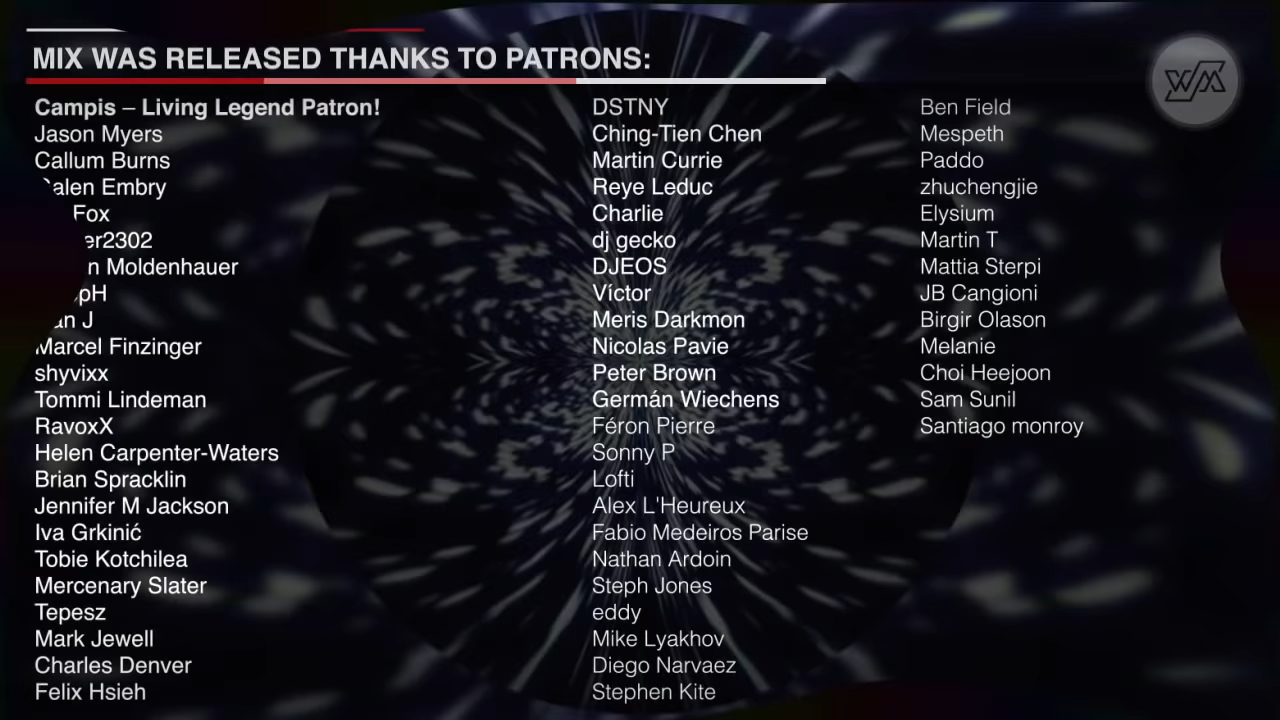 MIX WAS RELEASED THANKS TO PATRONS:
Campis – Living Legend Patron!
Jason Myers
Callum Burns
Embry
Fox
Moldenhauer
J
Marcel Finzinger
shyvixx
Tommi Lindeman
RavoxX
Helen Carpenter-Waters
Brian Spracklin
Jennifer M Jackson
Iva Grkinić
Tobie Kotchilea
Mercenary Slater
Tepesz
Mark Jewell
Charles Denver
Felix Hsieh
DSTNY
Ching-Tien Chen
Martin Currie
Reye Leduc
Charlie
dj gecko
DJEOS
Víctor
Meris Darkmon
Nicolas Pavie
Peter Brown
Germán Wiechens
Féron Pierre
Sonny P
Lofti
Alex L'Heureux
Fabio Medeiros Parise
Nathan Ardoin
Steph Jones
eddy
Mike Lyakhov
Diego Narvaez
Stephen Kite
Ben Field
Mespeth
Paddo
zhuchengjie
Elysium
Martin T
Mattia Sterpi
JB Cangioni
Birgir Olason
Melanie
Choi Heejoon
Sam Sunil
Santiago monroy
WM